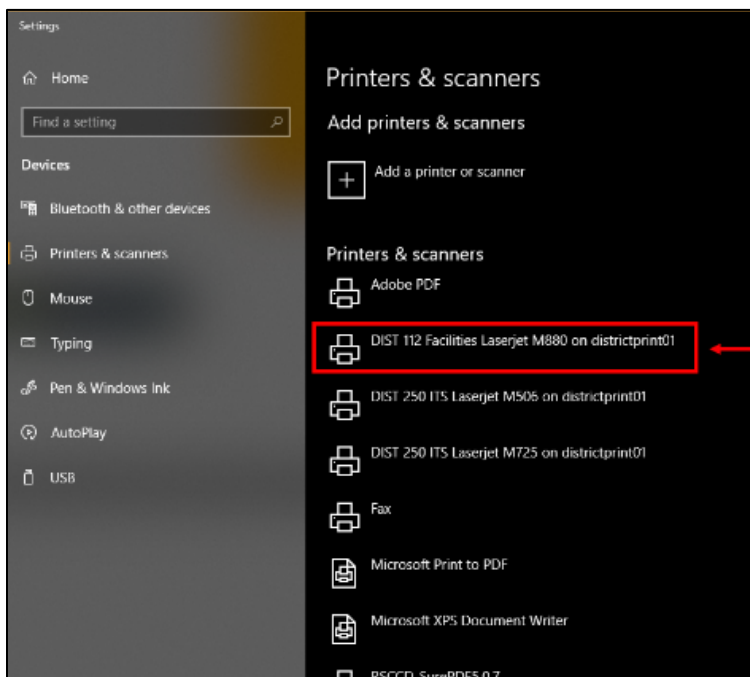 Settings
Home
Find a setting
Devices
Bluetooth & other devices
Printers & scanners
Mouse
Typing
Pen & Windows Ink
AutoPlay
USB
Printers & scanners
Add printers & scanners
Add a printer or scanner
Printers & scanners
Adobe PDF
DIST 112 Facilities Laserjet M880 on districtprint01
DIST 250 ITS Laserjet M506 on districtprint01
DIST 250 ITS Laserjet M725 on districtprint01
Fax
Microsoft Print to PDF
Microsoft XPS Document Writer